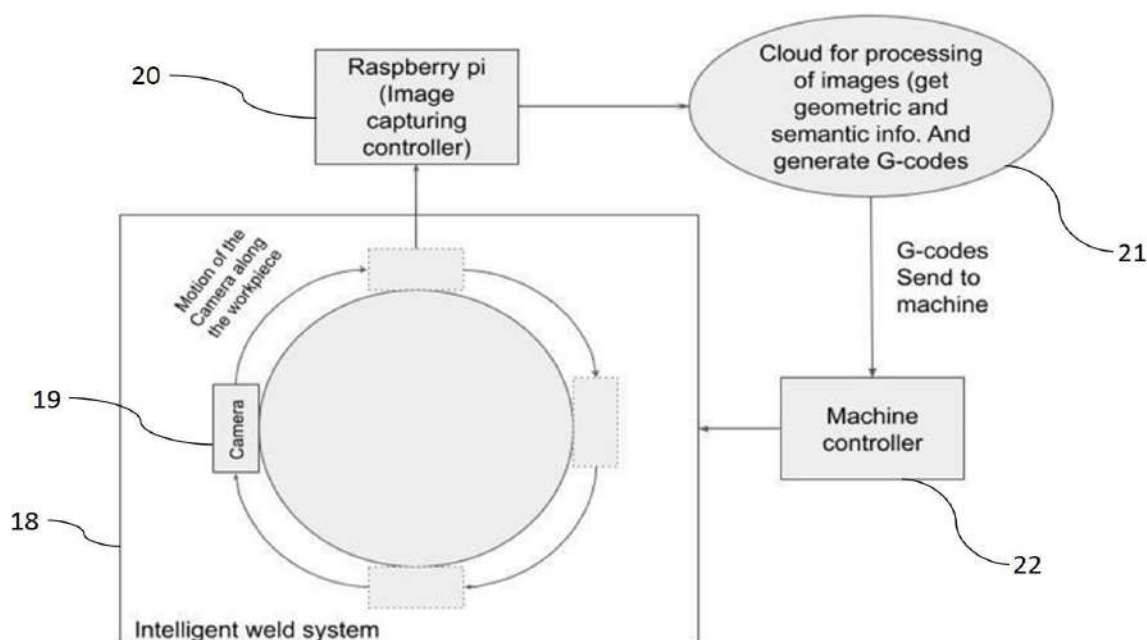 20
Raspberry pi
(Image
capturing
controller)
Cloud for processing
of images (get
geometric and
semantic info. And
generate G-codes
21
G-codes
Send to
machine
Motion of the
Camera along
the workpiece
19
Camera
Machine
controller
18
22
Intelligent weld system